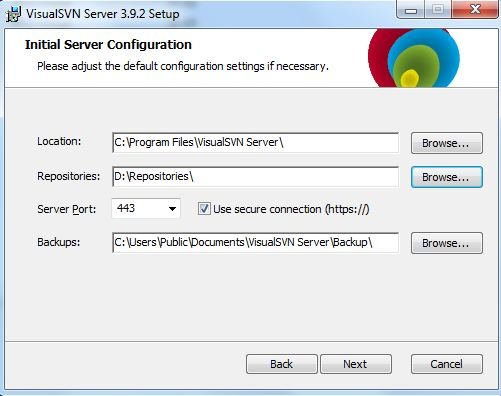 VisualSVN Server 3.9.2 Setup
Initial Server Configuration
Please adjust the default configuration settings if necessary.
Location: C:\Program Files\VisualSVN Server\ Browse...
Repositories: D:\Repositories\ Browse...
Server Port: 443 Use secure connection (https://)
Backups: C:\Users\Public\Documents\VisualSVN Server\Backup\ Browse...
Back Next Cancel